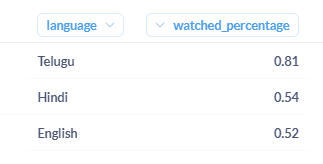 language watched_percentage
Telugu 0.81
Hindi 0.54
English 0.52